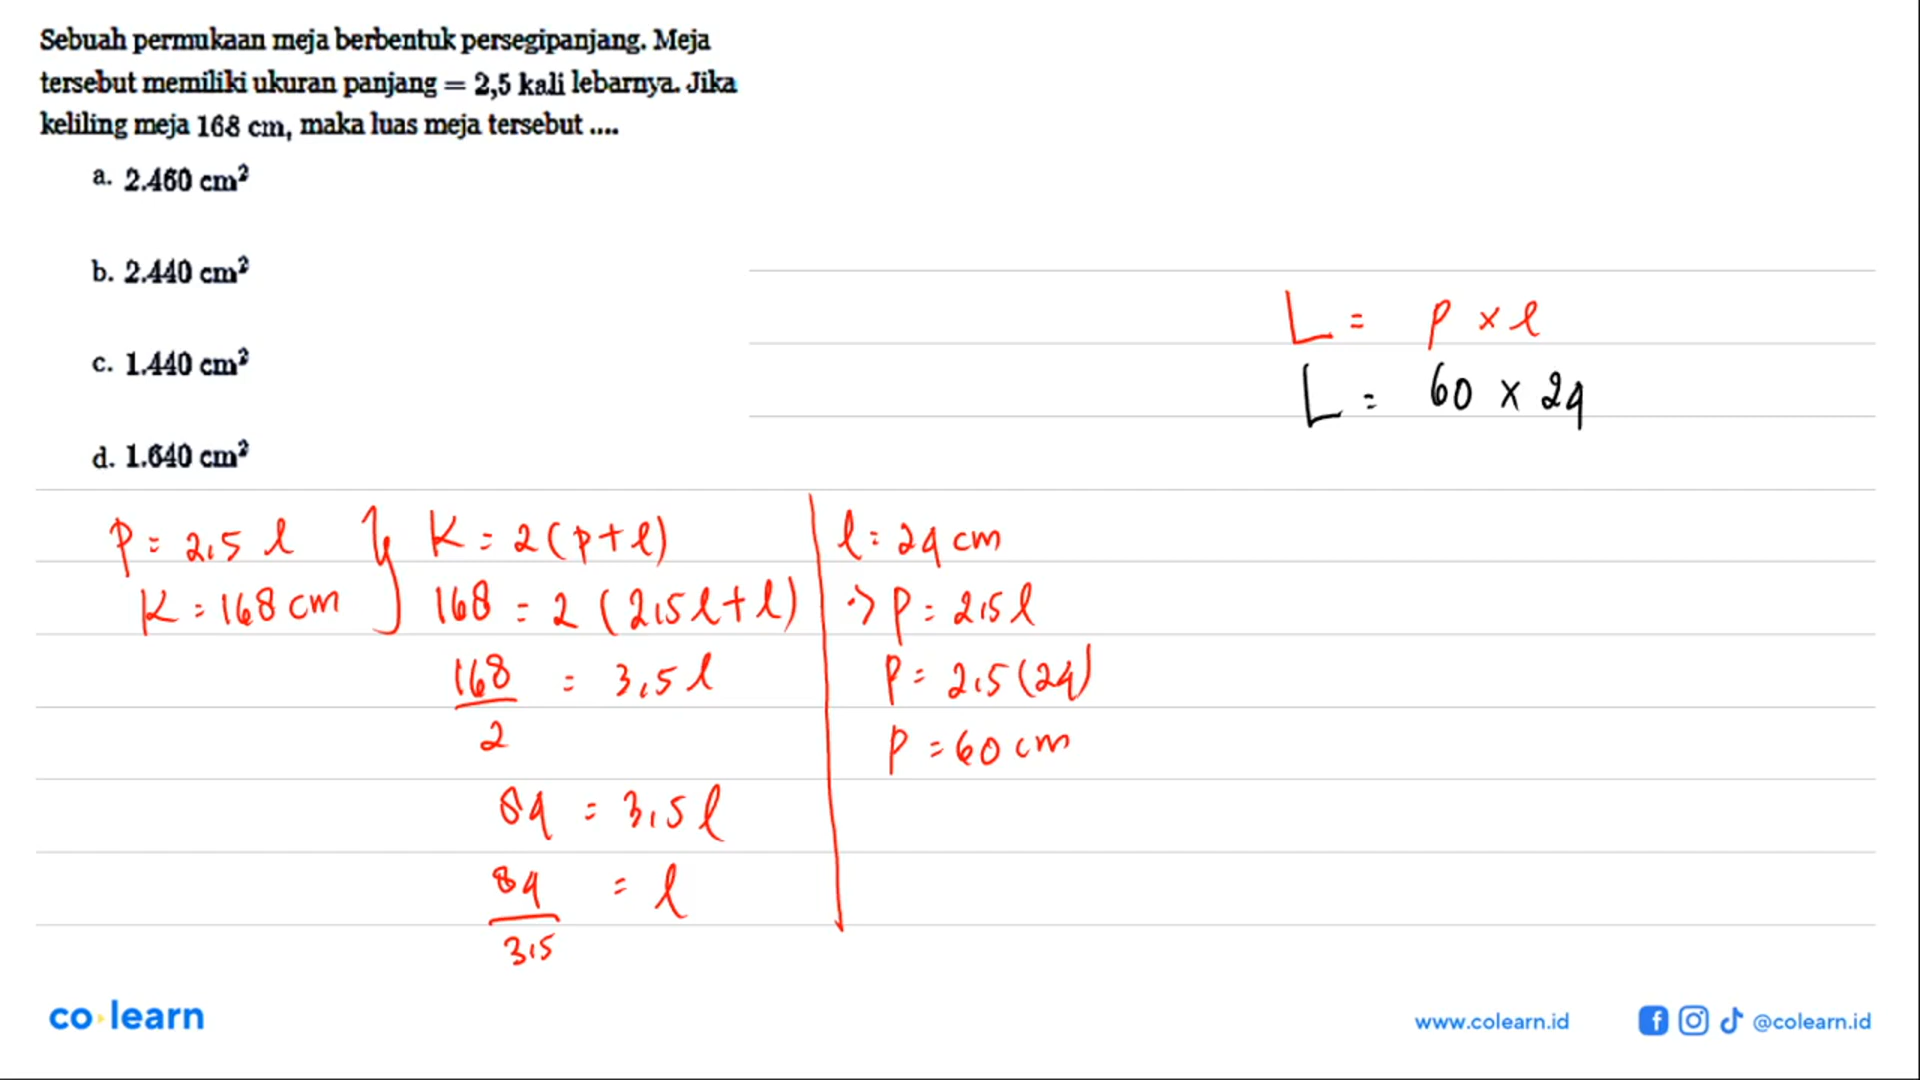 Sebuah permukaan meja berbentuk persegipanjang. Meja
tersebut memiliki ukuran panjang = 2,5 kali lebarnya. Jika
keliling meja 168 cm, maka luas meja tersebut ....
a. 2.460 cm²
b. 2.440 cm²
c. 1.440 cm²
d. 1.640 cm²
L = p × l
L = 60 × 24
p = 2,5 l
K = 168 cm
K = 2 (p + l)
168 = 2 (2,5l + l)
168/2 = 3,5 l
84 = 3,5 l
84/3,5 = l
l = 24 cm
-> p = 2,5 l
p = 2,5 (24)
p = 60 cm
co learn
www.colearn.id
@colearn.id